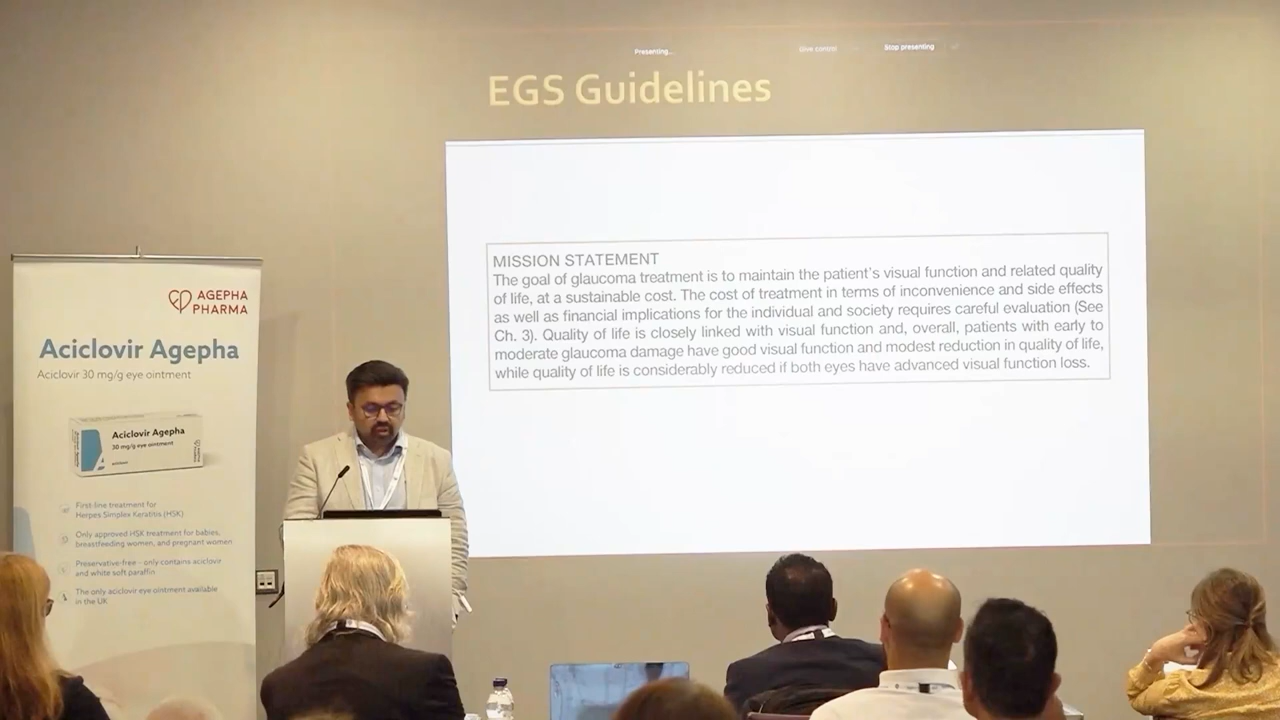 Presenting...
Give control
Stop presenting
EGS Guidelines
MISSION STATEMENT
The goal of glaucoma treatment is to maintain the patient's visual function and related quality
of life, at a sustainable cost. The cost of treatment in terms of inconvenience and side effects
as well as financial implications for the individual and society requires careful evaluation (See
Ch. 3). Quality of life is closely linked with visual function and, overall, patients with early to
moderate glaucoma damage have good visual function and modest reduction in quality of life,
while quality of life is considerably reduced if both eyes have advanced visual function loss.
AGEPHA
PHARMA
Aciclovir Agepha
Aciclovir 30 mg/g eye ointment
Aciclovir Agepha
30 mg/g eye ointment
First-line treatment for
Herpes Simplex Keratitis (HSK)
Only approved HSK treatment for babies,
breastfeeding women, and pregnant women
Preservative-free – only contains aciclovir
and white soft paraffin
The only aciclovir eye ointment available
in the UK